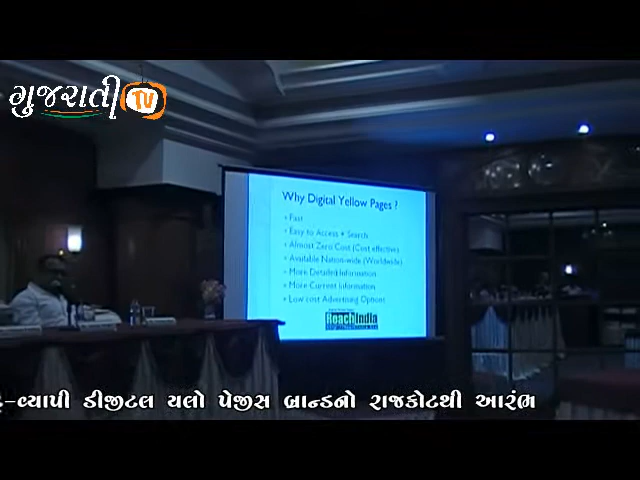 ગુજરાતી TV
Why Digital Yellow Pages ?
Fast
Easy to Access + Search
Almost Zero Cost (Cost effective)
Available Nation-wide (Worldwide)
More Detailed Information
More Current Information
Low cost Advertising Options
ReachIndia
-વ્યાપી ડીજીટલ યલો પેજીસ બ્રાન્ડનો રાજકોટથી આરંભ